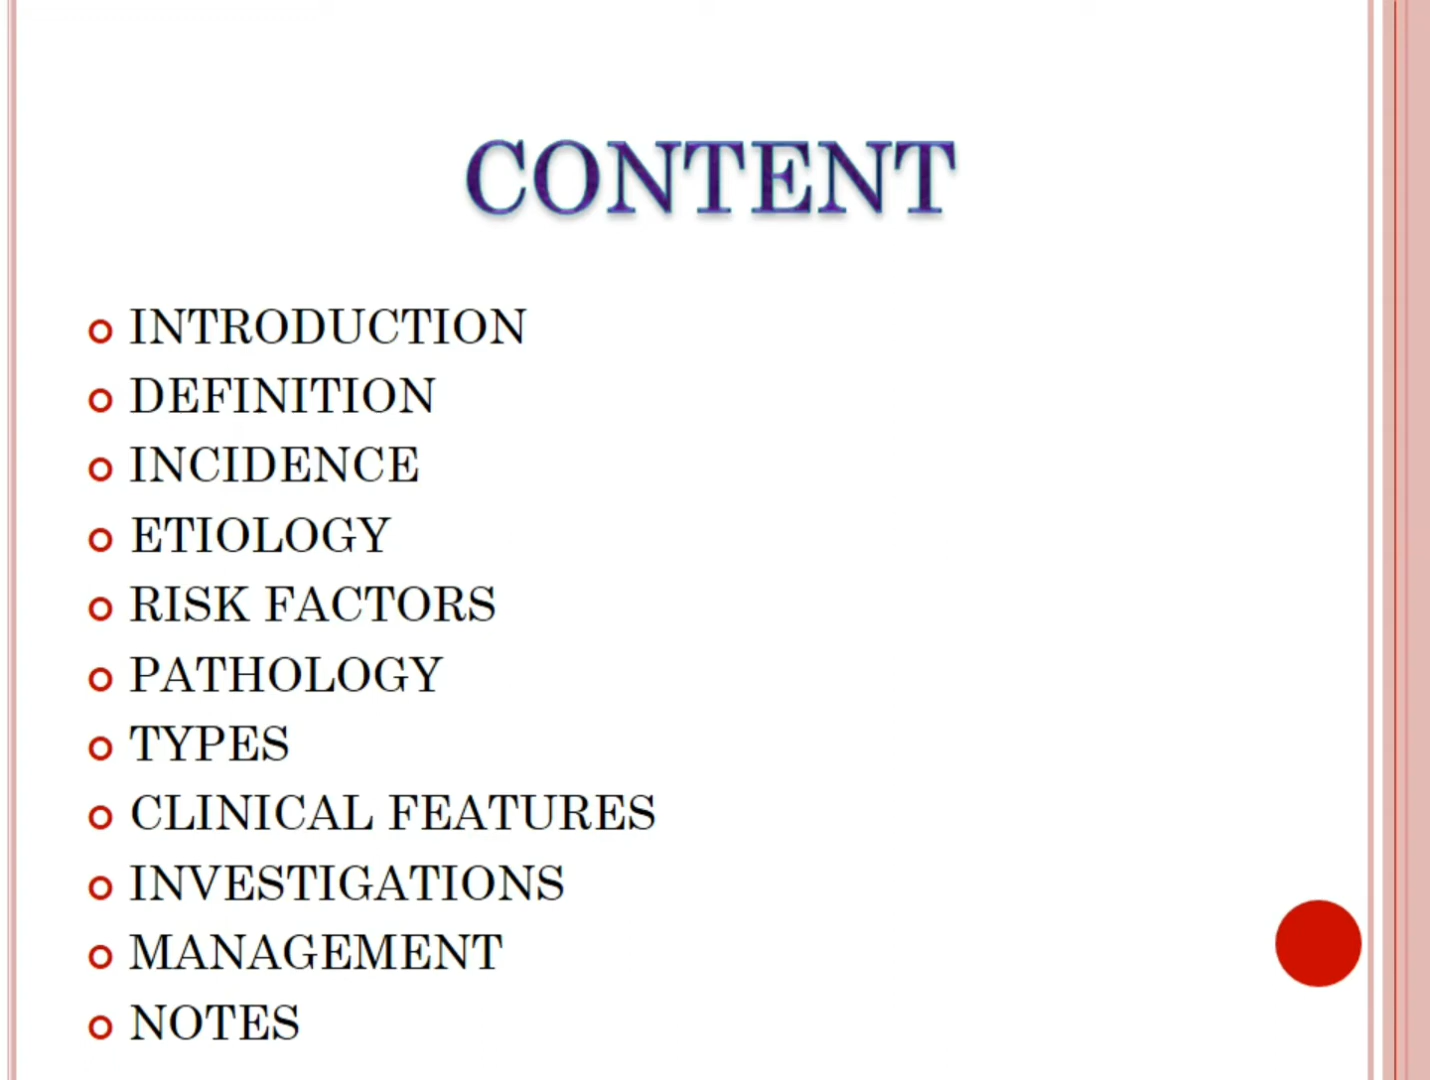 CONTENT
INTRODUCTION
DEFINITION
INCIDENCE
ETIOLOGY
RISK FACTORS
PATHOLOGY
TYPES
CLINICAL FEATURES
INVESTIGATIONS
MANAGEMENT
NOTES